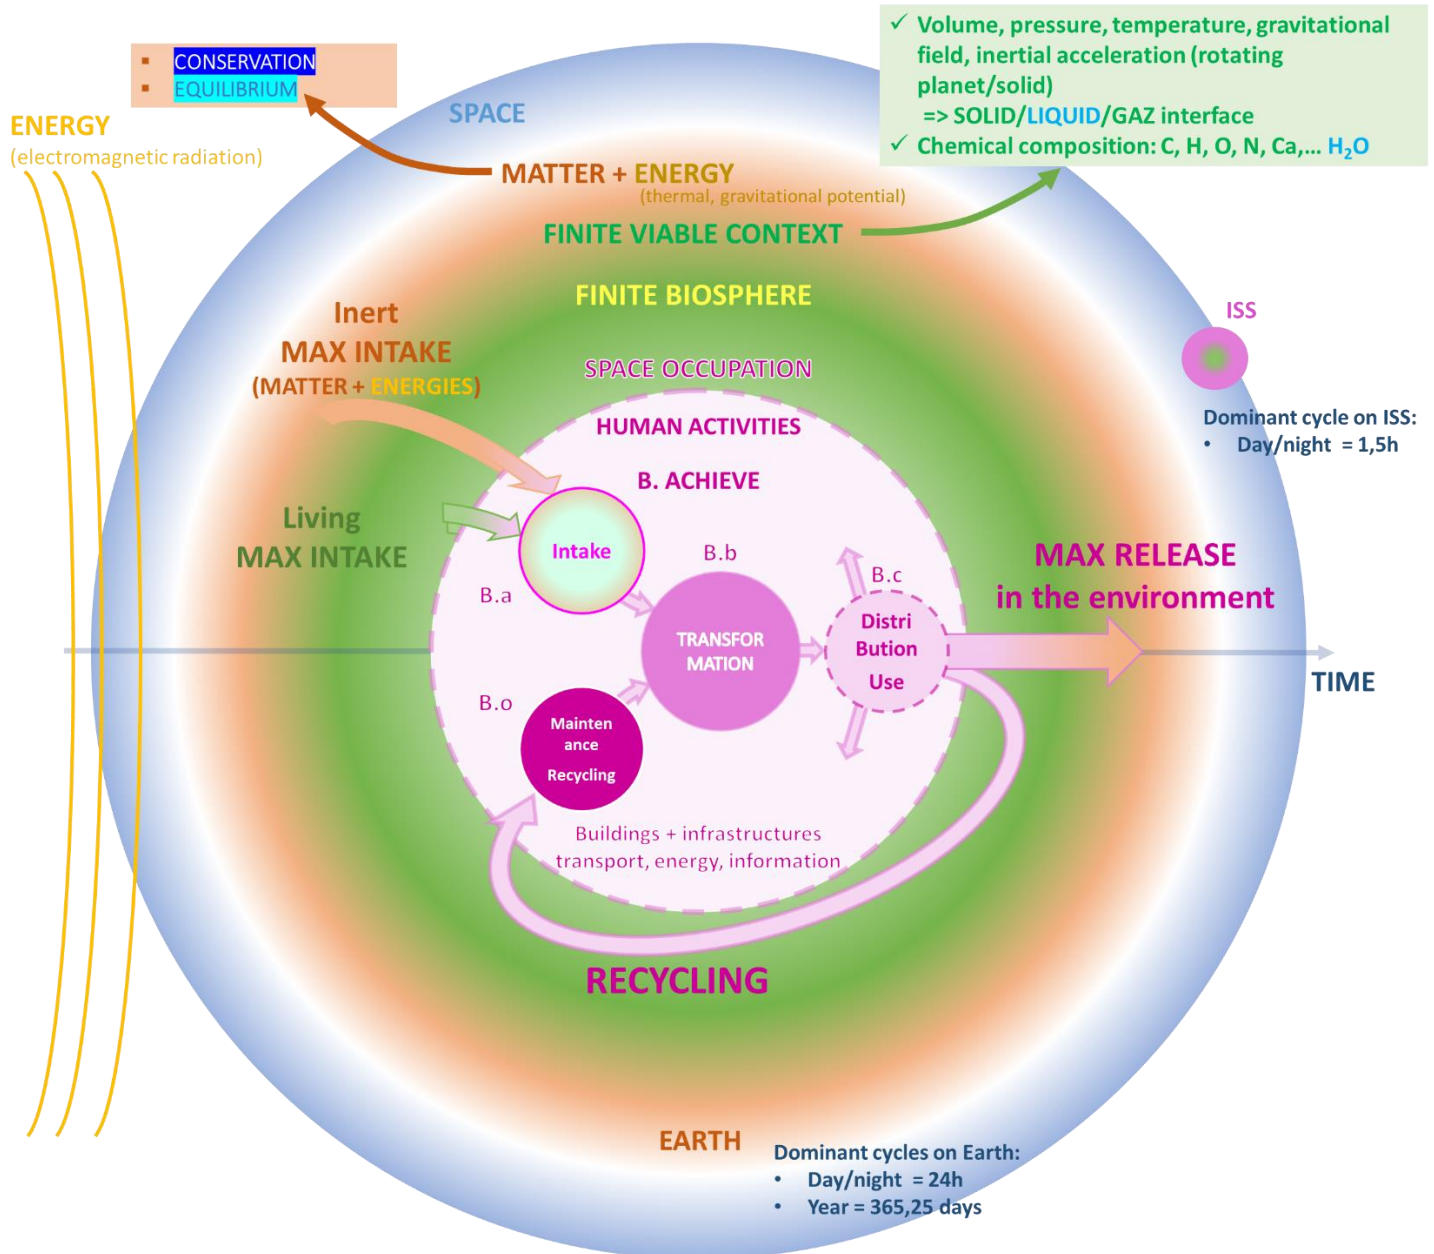 ▪ CONSERVATION
▪ EQUILIBRIUM
ENERGY
(electromagnetic radiation)
SPACE
✓ Volume, pressure, temperature, gravitational
field, inertial acceleration (rotating
planet/solid)
=> SOLID/LIQUID/GAZ interface
✓ Chemical composition: C, H, O, N, Ca,... H₂O
MATTER + ENERGY
(thermal, gravitational potential)
FINITE VIABLE CONTEXT
FINITE BIOSPHERE
Inert
MAX INTAKE
(MATTER + ENERGIES)
ISS
Dominant cycle on ISS:
• Day/night = 1,5h
SPACE OCCUPATION
HUMAN ACTIVITIES
B. ACHIEVE
Living
MAX INTAKE
Intake
B.a
B.b
B.c
TRANSFOR
MATION
Distri
Bution
Use
MAX RELEASE
in the environment
TIME
B.o
Mainten
ance
Recycling
Buildings + infrastructures
transport, energy, information
RECYCLING
EARTH
Dominant cycles on Earth:
• Day/night = 24h
• Year = 365,25 days